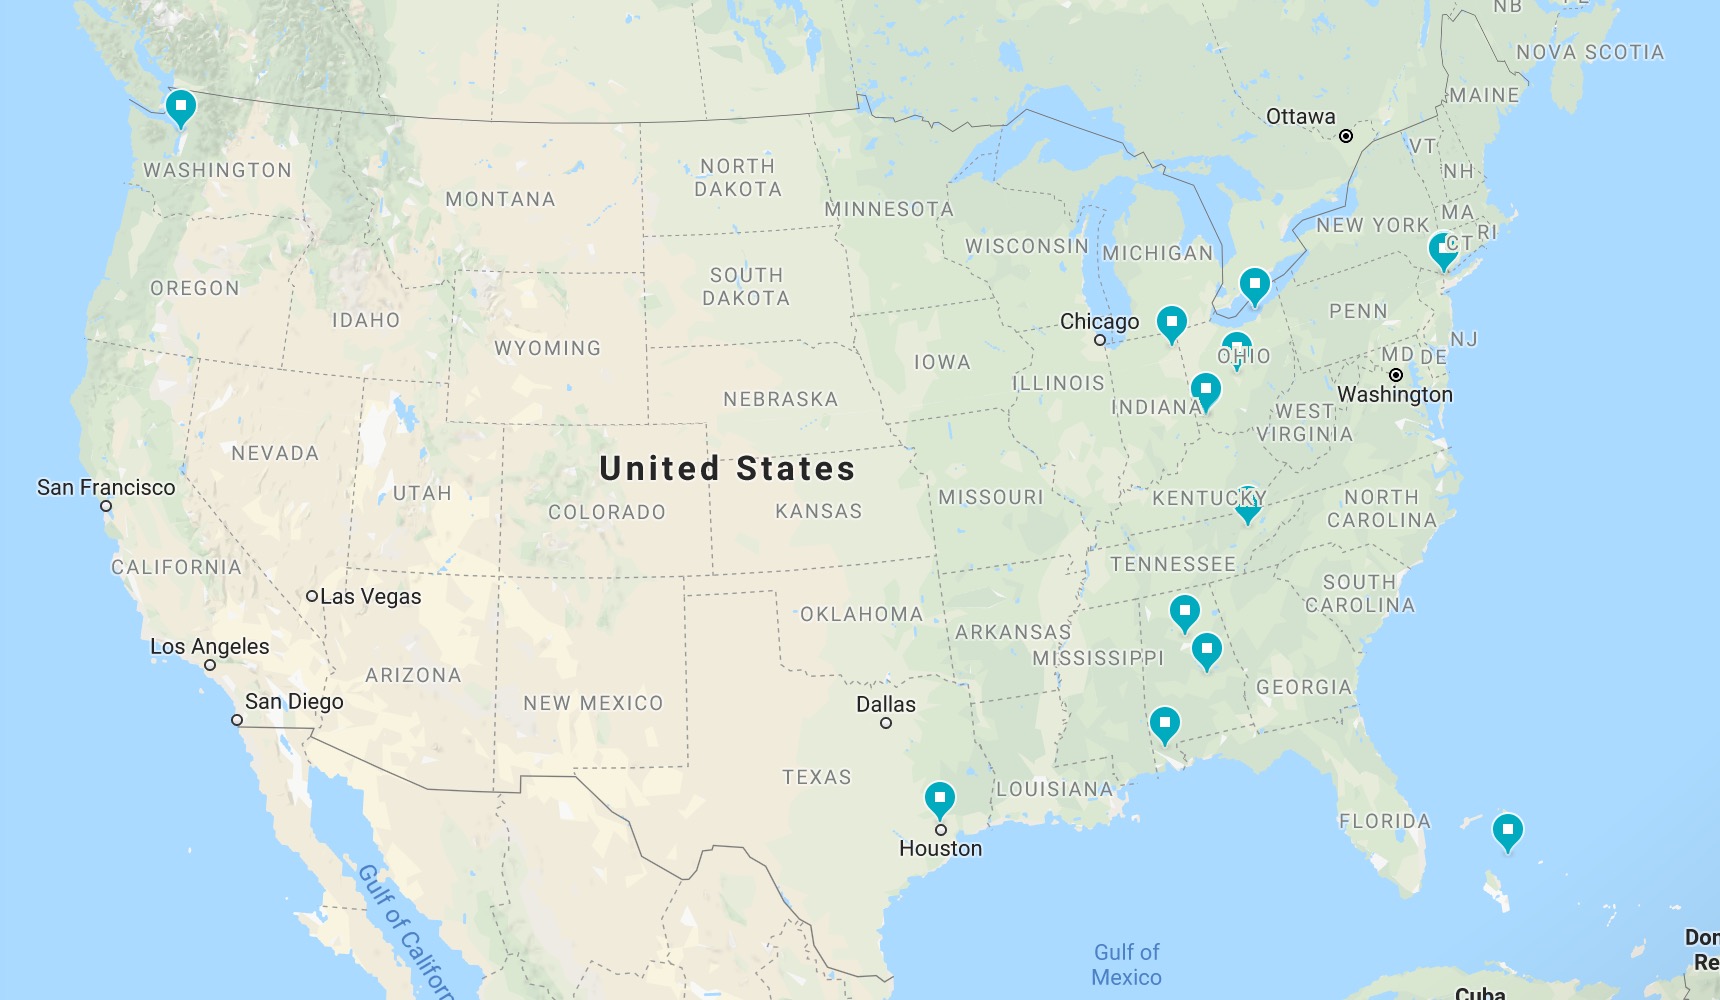 NB
NOVA SCOTIA
MAINE
Ottawa
VT
NH
WASHINGTON
NORTH
DAKOTA
MONTANA
MINNESOTA
MA
NEW YORK
RI
CT
WISCONSIN
MICHIGAN
OREGON
SOUTH
DAKOTA
IDAHO
Chicago
PENN
WYOMING
NJ
IOWA
OHIO
MD
DE
ILLINOIS
Washington
NEBRASKA
INDIANA
WEST
VIRGINIA
NEVADA
United States
San Francisco
UTAH
COLORADO
KANSAS
MISSOURI
KENTUCKY
NORTH
CAROLINA
CALIFORNIA
TENNESSEE
Las Vegas
SOUTH
CAROLINA
OKLAHOMA
ARKANSAS
Los Angeles
MISSISSIPPI
ARIZONA
GEORGIA
San Diego
NEW MEXICO
Dallas
TEXAS
LOUISIANA
FLORIDA
Houston
Gulf of Californ
Gulf of
Mexico
Don
Re
Cuba